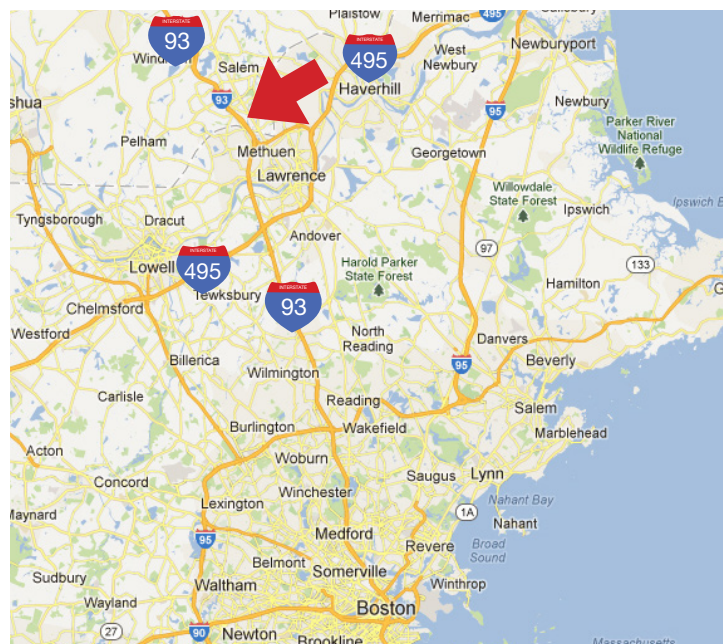 Plaistow
Merrimac
495
Salisbury
INTERSTATE
93
Windham
Salem
INTERSTATE
495
West
Newbury
Newburyport
Haverhill
93
95
Newbury
shua
Pelham
Methuen
Georgetown
Parker River
National
Wildlife Refuge
Lawrence
Willowdale
State Forest
Ipswich
Ipswich B
Tyngsborough
Dracut
Andover
97
133
Lowell
INTERSTATE
495
Harold Parker
State Forest
Hamilton
Tewksbury
INTERSTATE
93
G
Chelmsford
Westford
North
Reading
Danvers
Billerica
95
Beverly
Wilmington
Carlisle
Reading
Salem
Marblehead
Burlington
Wakefield
Acton
Woburn
Saugus
Lynn
Concord
Winchester
Nahant Bay
Lexington
Maynard
1A
Nahant
Medford
95
Revere
Broad
Sound
Belmont
Somerville
Sudbury
Waltham
Winthrop
Wayland
Boston
27
90
Newton
Brookline
Massachusetts